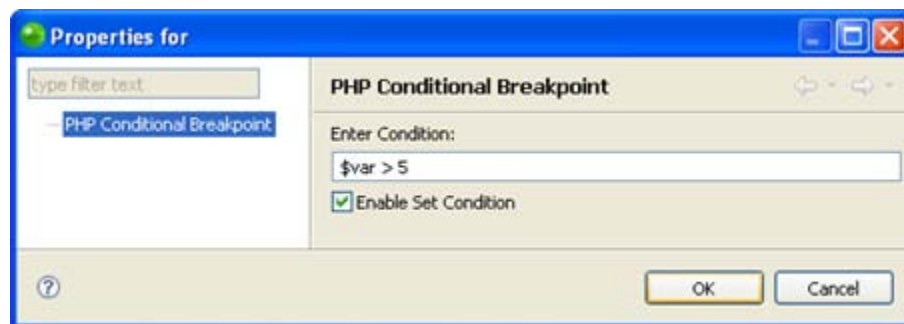 Properties for
type filter text
PHP Conditional Breakpoint
PHP Conditional Breakpoint
Enter Condition:
$var > 5
Enable Set Condition
?
OK
Cancel